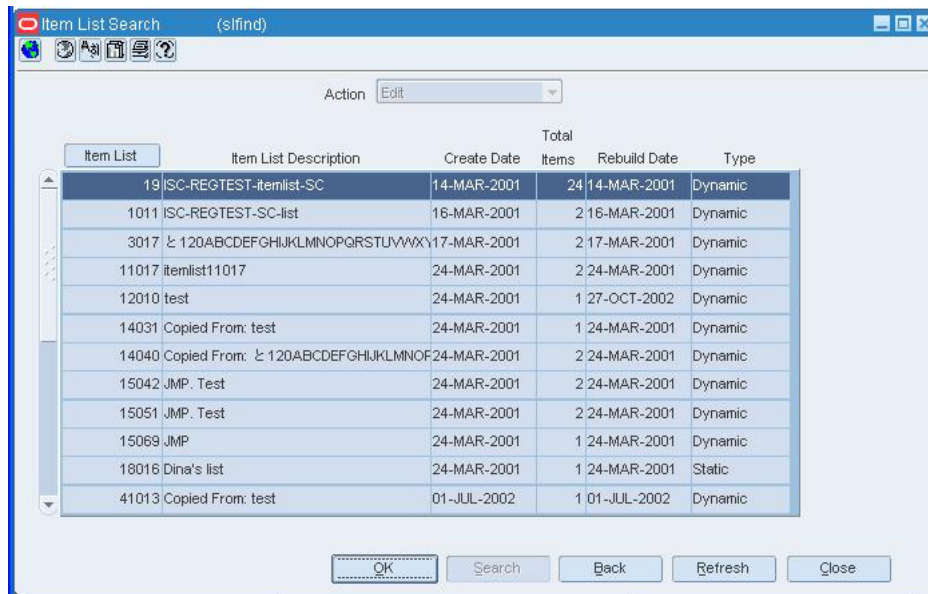 Item List Search (slfind)
Action Edit
Total
Item List Item List Description Create Date Items Rebuild Date Type
19 ISC-REGTEST-itemlist-SC 14-MAR-2001 24 14-MAR-2001 Dynamic
1011 ISC-REGTEST-SC-list 16-MAR-2001 2 16-MAR-2001 Dynamic
3017 と120ABCDEFGHIJKLMNOPQRSTUVWXY 17-MAR-2001 2 17-MAR-2001 Dynamic
11017 itemlist11017 24-MAR-2001 2 24-MAR-2001 Dynamic
12010 test 24-MAR-2001 1 27-OCT-2002 Dynamic
14031 Copied From: test 24-MAR-2001 1 24-MAR-2001 Dynamic
14040 Copied From: と120ABCDEFGHIJKLMNOP 24-MAR-2001 2 24-MAR-2001 Dynamic
15042 JMP. Test 24-MAR-2001 2 24-MAR-2001 Dynamic
15051 JMP. Test 24-MAR-2001 2 24-MAR-2001 Dynamic
15069 JMP 24-MAR-2001 1 24-MAR-2001 Dynamic
18016 Dina's list 24-MAR-2001 1 24-MAR-2001 Static
41013 Copied From: test 01-JUL-2002 1 01-JUL-2002 Dynamic
OK Search Back Refresh Close